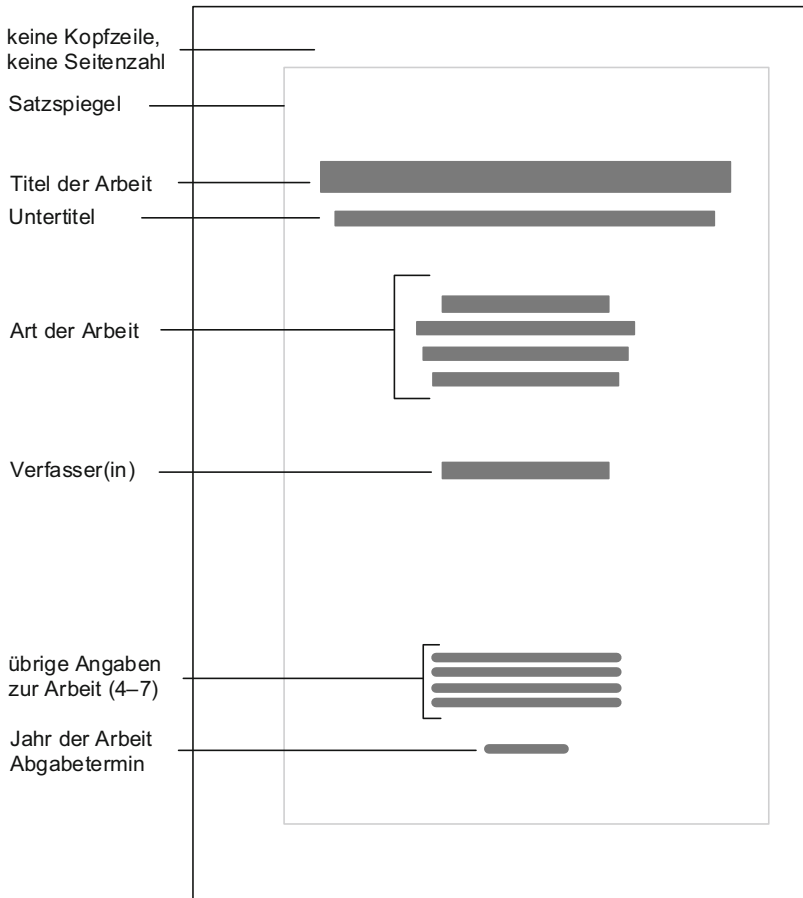 keine Kopfzeile,
keine Seitenzahl
Satzspiegel
Titel der Arbeit
Untertitel
Art der Arbeit
Verfasser(in)
übrige Angaben
zur Arbeit (4–7)
Jahr der Arbeit
Abgabetermin